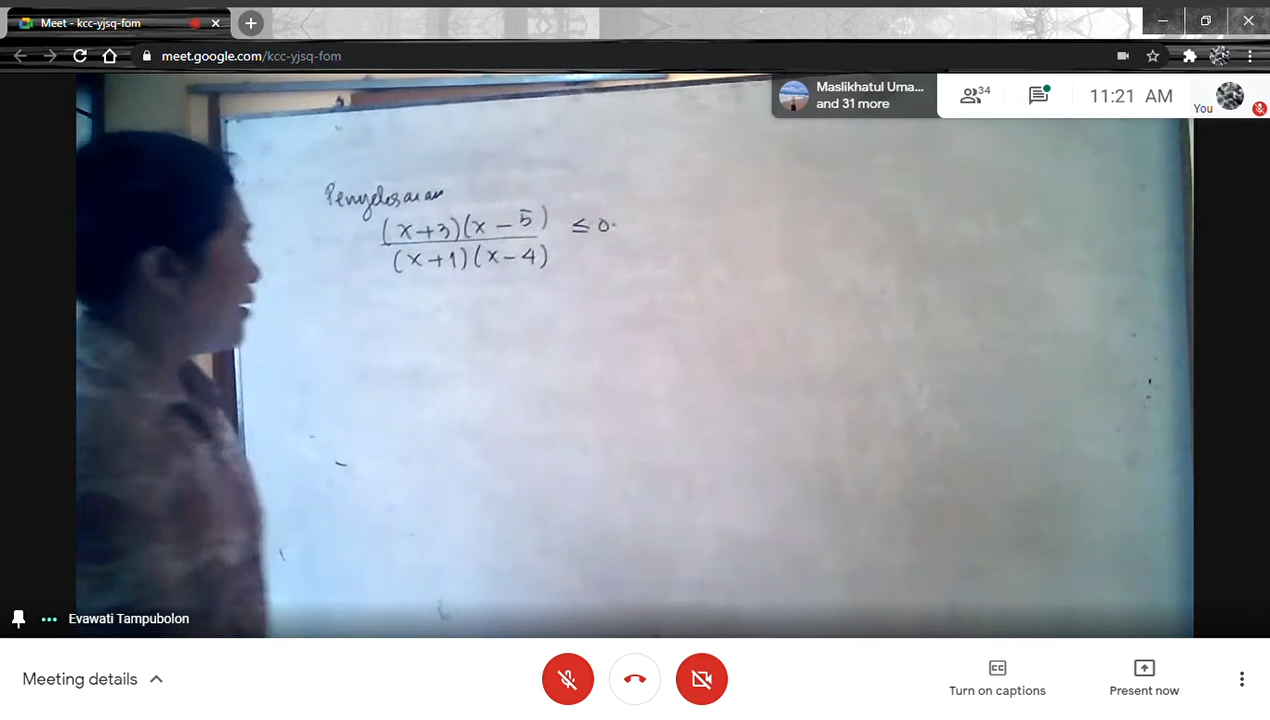 Meet - kcc-yjsq-fom
meet.google.com/kcc-yjsq-fom
Maslikhatul Uma...
and 31 more
34
11:21 AM
You
Penyelesaian
(x+3)(x-5) ≤ 0.
(x+1)(x-4)
Evawati Tampubolon
Meeting details
CC
Turn on captions
Present now